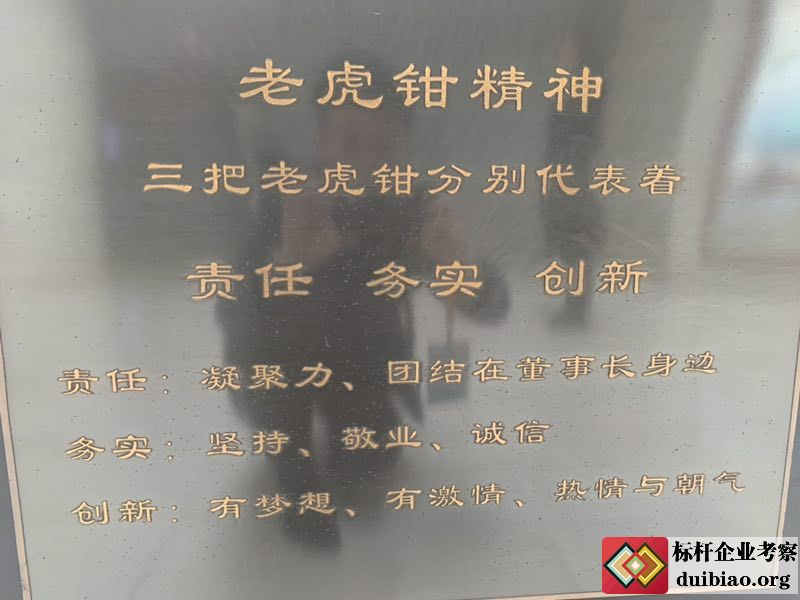 老虎钳精神
三把老虎钳分别代表着
责任 务实 创新
责任：凝聚力、团结在董事长身边
务实：坚持、敬业、诚信
创新：有梦想、有激情、热情与朝气
标杆企业考察
duibiao.org